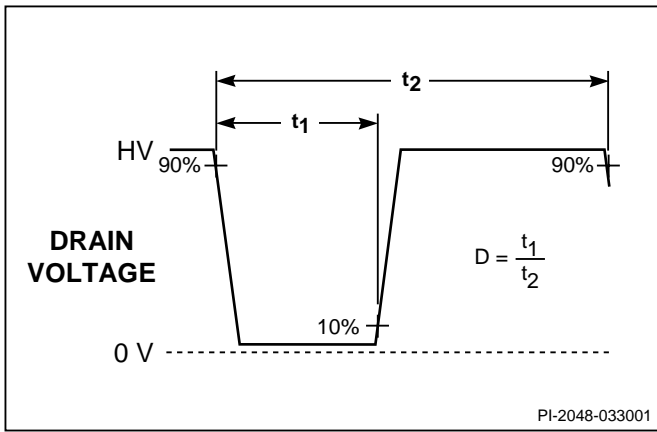 t2
t1
HV
90%
90%
DRAIN
VOLTAGE
D = t1
t2
10%
0 V
PI-2048-033001